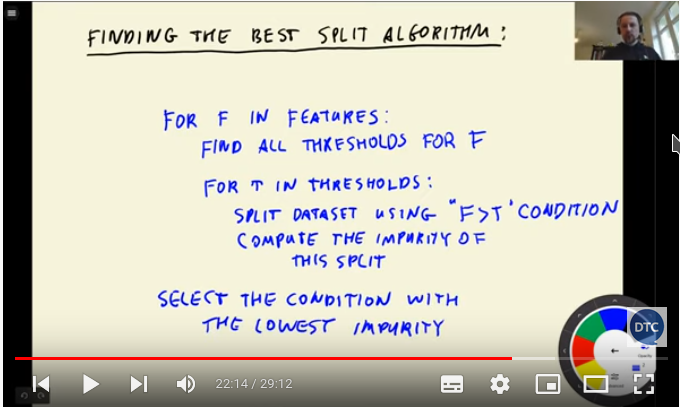 FINDING THE BEST SPLIT ALGORITHM:
FOR F IN FEATURES:
FIND ALL THRESHOLDS FOR F
FOR T IN THRESHOLDS:
SPLIT DATASET USING "F>T" CONDITION
COMPUTE THE IMPURITY OF
THIS SPLIT
SELECT THE CONDITION WITH
THE LOWEST IMPURITY
DTC
22:14 / 29:12